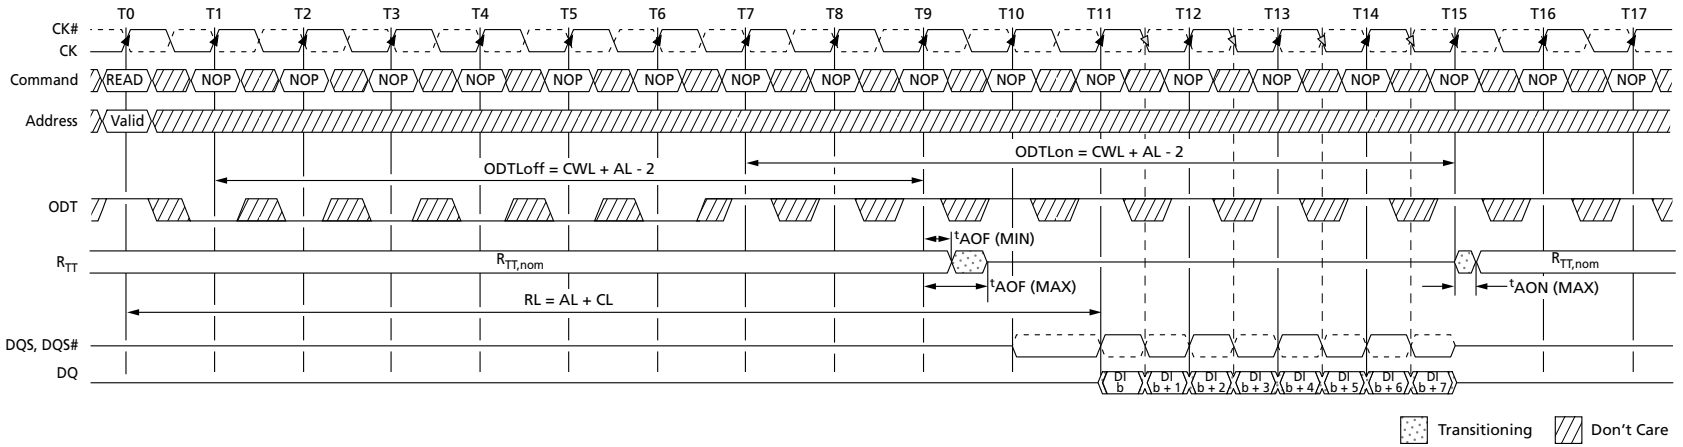 T0 T1 T2 T3 T4 T5 T6 T7 T8 T9 T10 T11 T12 T13 T14 T15 T16 T17
CK#
CK
Command READ NOP NOP NOP NOP NOP NOP NOP NOP NOP NOP NOP NOP NOP NOP NOP NOP NOP
Address Valid
ODTLon = CWL + AL - 2
ODTLoff = CWL + AL - 2
ODT
tAOF (MIN)
RTT RTT,nom RTT,nom
tAOF (MAX) tAON (MAX)
RL = AL + CL
DQS, DQS#
DQ
DI b DI b + 1 DI b + 2 DI b + 3 DI b + 4 DI b + 5 DI b + 6 DI b + 7
Transitioning Don't Care